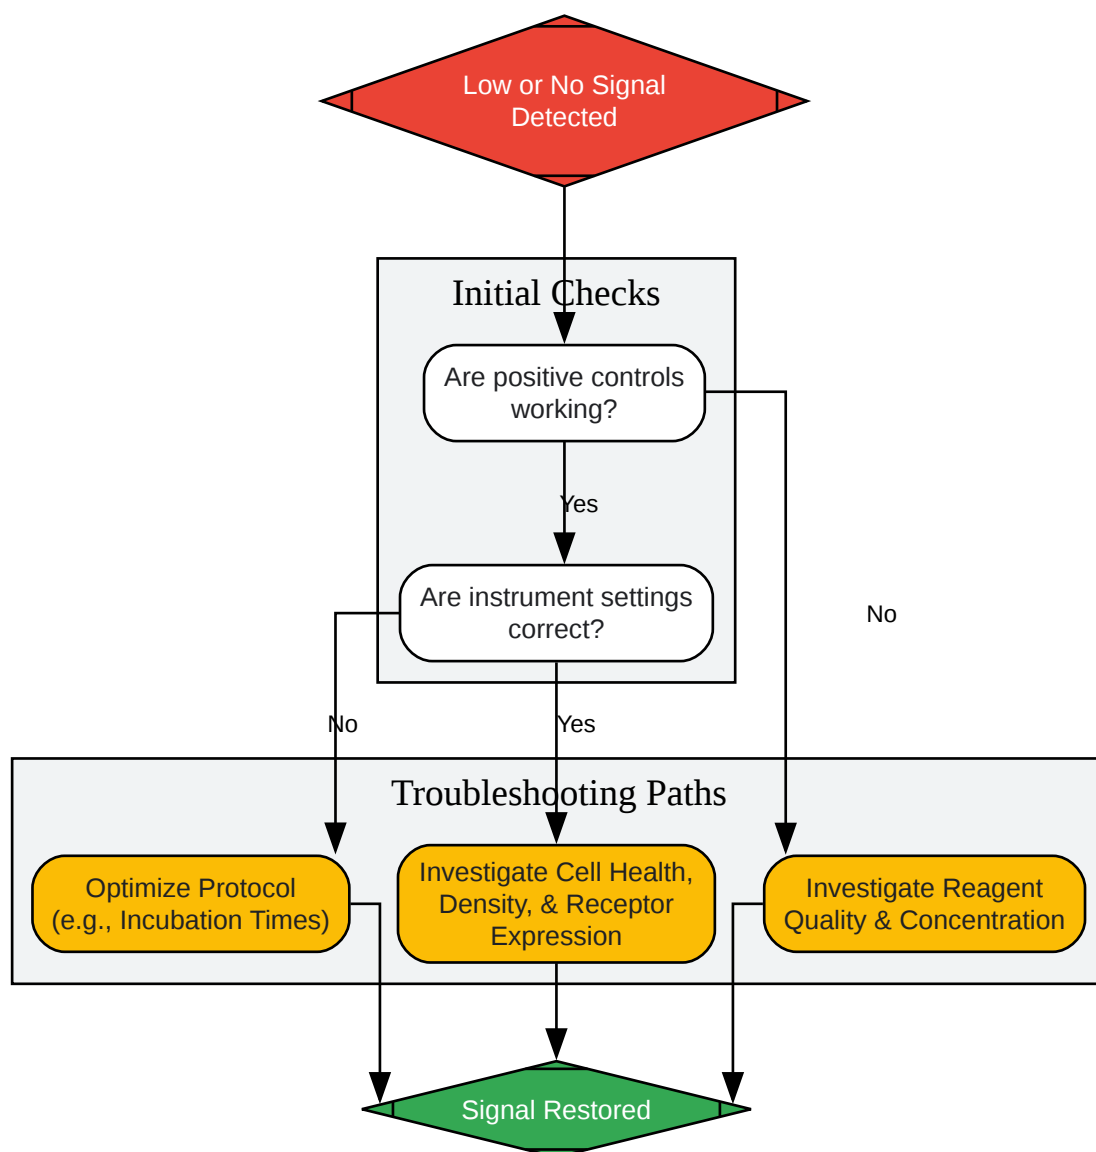 Low or No Signal
Detected
Initial Checks
Are positive controls
working?
Yes
Are instrument settings
correct?
No
No
Yes
Troubleshooting Paths
Optimize Protocol
(e.g., Incubation Times)
Investigate Cell Health,
Density, & Receptor
Expression
Investigate Reagent
Quality & Concentration
Signal Restored